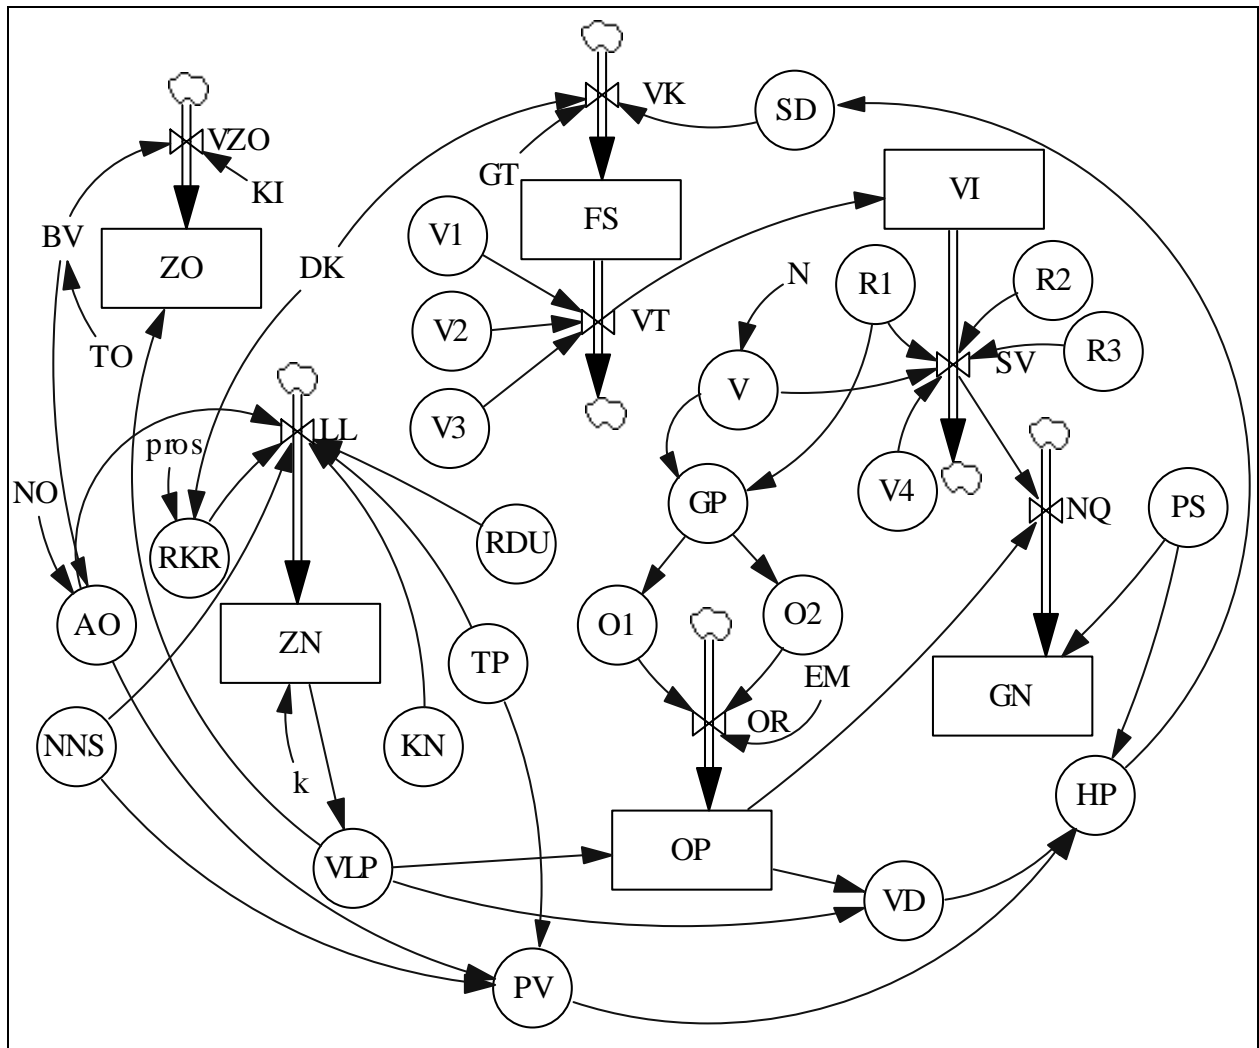 VK
SD
VZO
GT
KI
VI
FS
V1
BV
ZO
DK
N
R1
R2
VT
V2
TO
SV
R3
V
V3
LL
pros
NO
GP
V4
NQ
PS
RKR
RDU
AO
O1
O2
ZN
TP
EM
GN
OR
NNS
KN
k
HP
VLP
OP
VD
PV